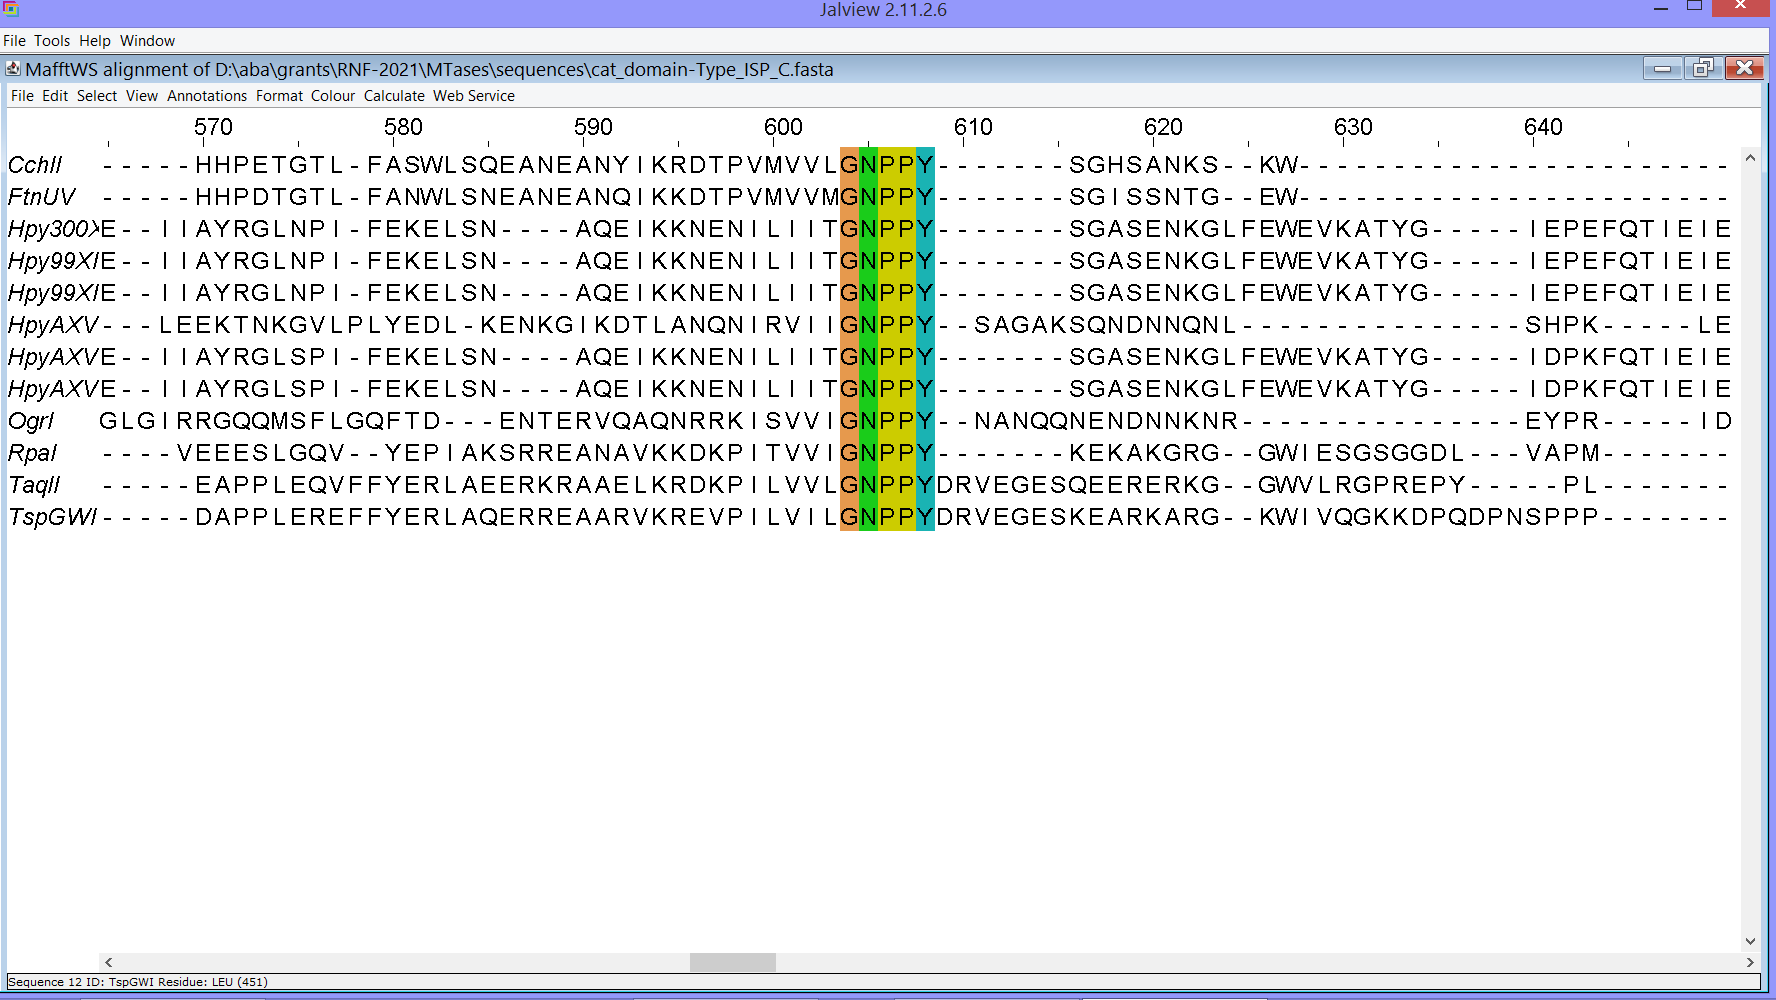 Jalview 2.11.2.6
File Tools Help Window
MafftWS alignment of D:\aba\grants\RNF-2021\MTases\sequences\cat_domain-Type_ISP_C.fasta
File Edit Select View Annotations Format Colour Calculate Web Service
570 580 590 600 610 620 630 640
CchII -----HHPETGTL-FASWLSQEANEANYIKRDTPVMVVLGNPPY-------SGHSANKS--KW-----------------------
FtnUV -----HHPDTGTL-FANWLSNEANEANQIKKDTPVMVVMGNPPY-------SGISSNTG--EW-----------------------
Hpy300X E--IIAYRGLNPI-FEKELSN----AQEIKKNENILIITGNPPY-------SGASENKGLFEWEVKATYG-----IEPEFQTIEIE
Hpy99XI E--IIAYRGLNPI-FEKELSN----AQEIKKNENILIITGNPPY-------SGASENKGLFEWEVKATYG-----IEPEFQTIEIE
Hpy99XI E--IIAYRGLNPI-FEKELSN----AQEIKKNENILIITGNPPY-------SGASENKGLFEWEVKATYG-----IEPEFQTIEIE
HpyAXV ---LEEKTNKGVLPLYEDL-KENKGIKDTLANQNIRVIIGNPPY--SAGAKSQNDNNQNL---------------SHPK-----LE
HpyAXV E--IIAYRGLSPI-FEKELSN----AQEIKKNENILIITGNPPY-------SGASENKGLFEWEVKATYG-----IDPKFQTIEIE
HpyAXV E--IIAYRGLSPI-FEKELSN----AQEIKKNENILIITGNPPY-------SGASENKGLFEWEVKATYG-----IDPKFQTIEIE
OgrI GLGIRRGQQMSFLGQFTD---ENTERVQAQNRRKISVVIGNPPY--NANQQNENDNNKNR---------------EYPR-----ID
RpaI ----VEEESLGQV--YEPIAKSRREANAVKKDKPITVVIGNPPY-------KEKAKGRG--GWIESGSGGDL---VAPM-------
TaqII -----EAPPLEQVFFYERLAEERKRAAELKRDKPILVVLGNPPYDRVEGESQEERERKG--GWVLRGPREPY-----PL-------
TspGWI -----DAPPLEREFFYERLAQERREAARVKREVPILVILGNPPYDRVEGESKEARKARG--KWIVQGKKDPQDPNSPPP-------
Sequence 12 ID: TspGWI Residue: LEU (451)